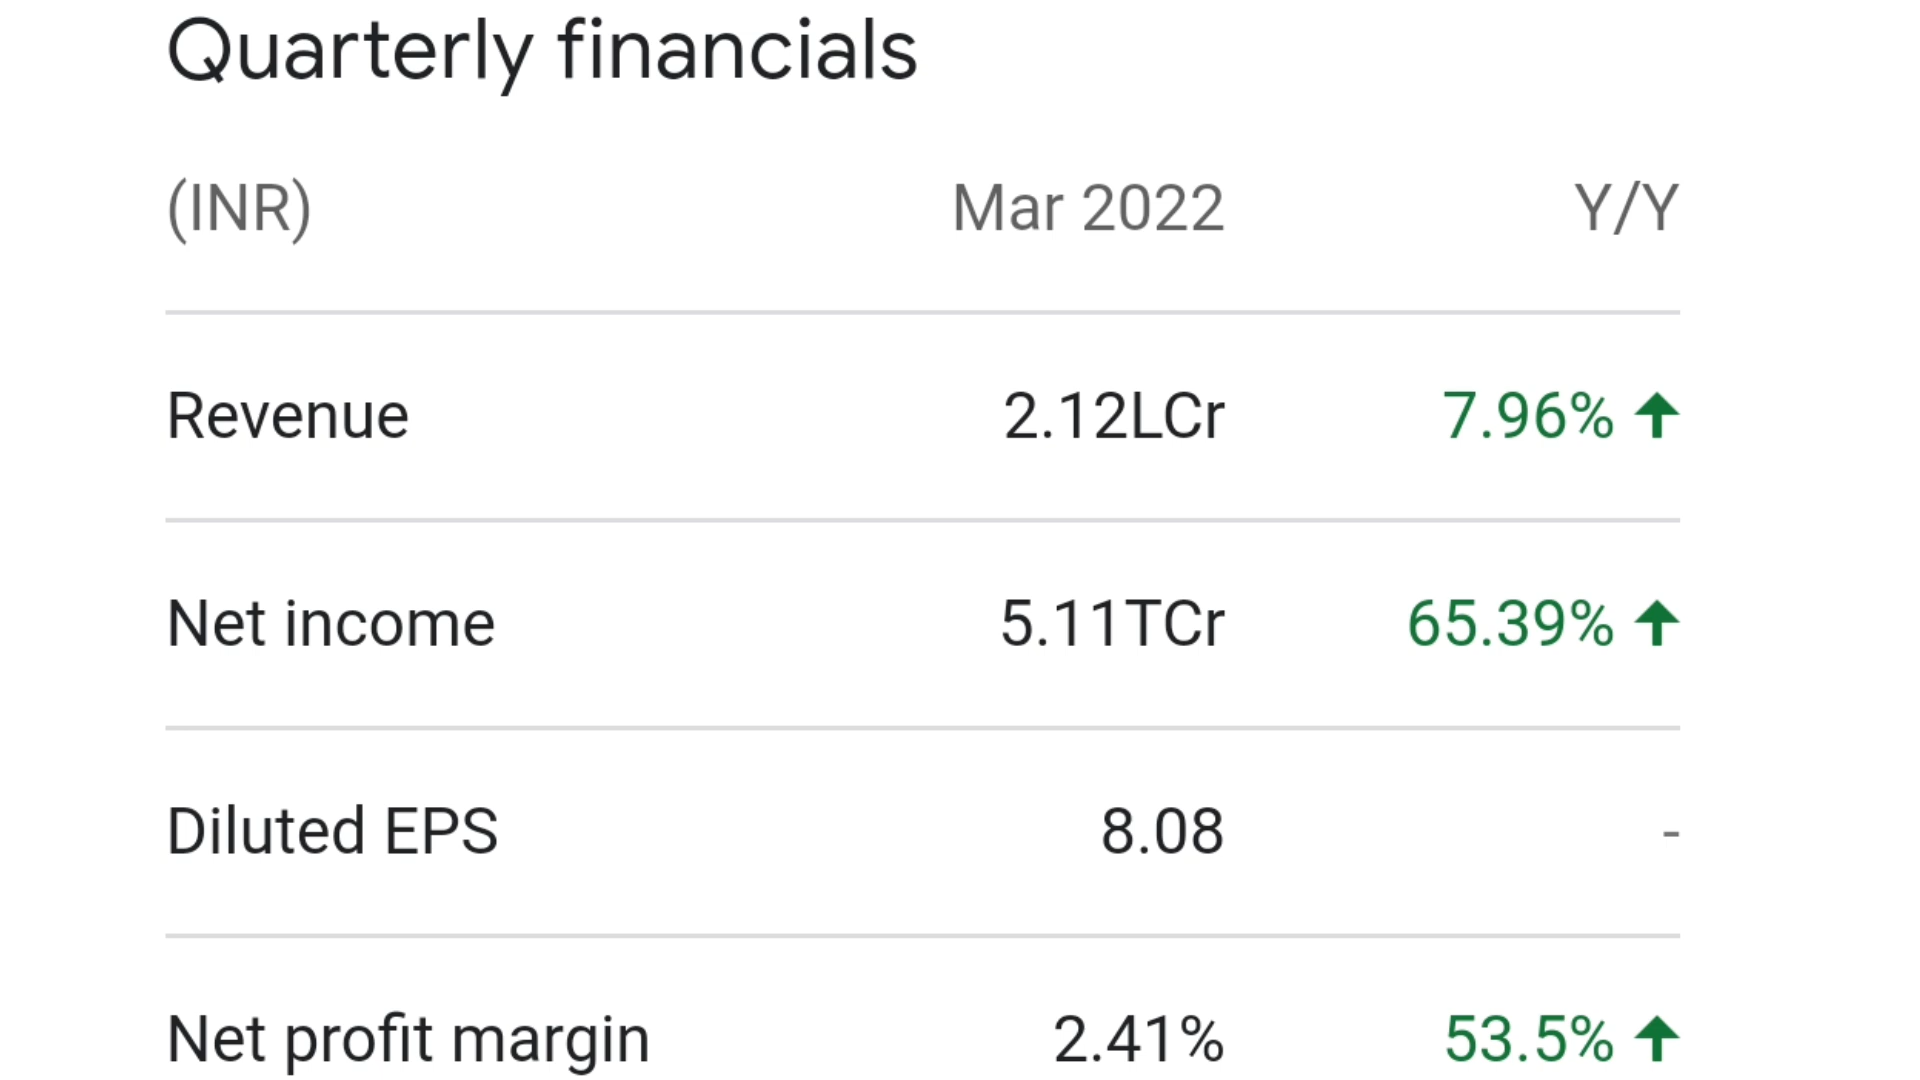 Quarterly financials
(INR) Mar 2022 Y/Y
Revenue 2.12LCr 7.96%
Net income 5.11TCr 65.39%
Diluted EPS 8.08 -
Net profit margin 2.41% 53.5%